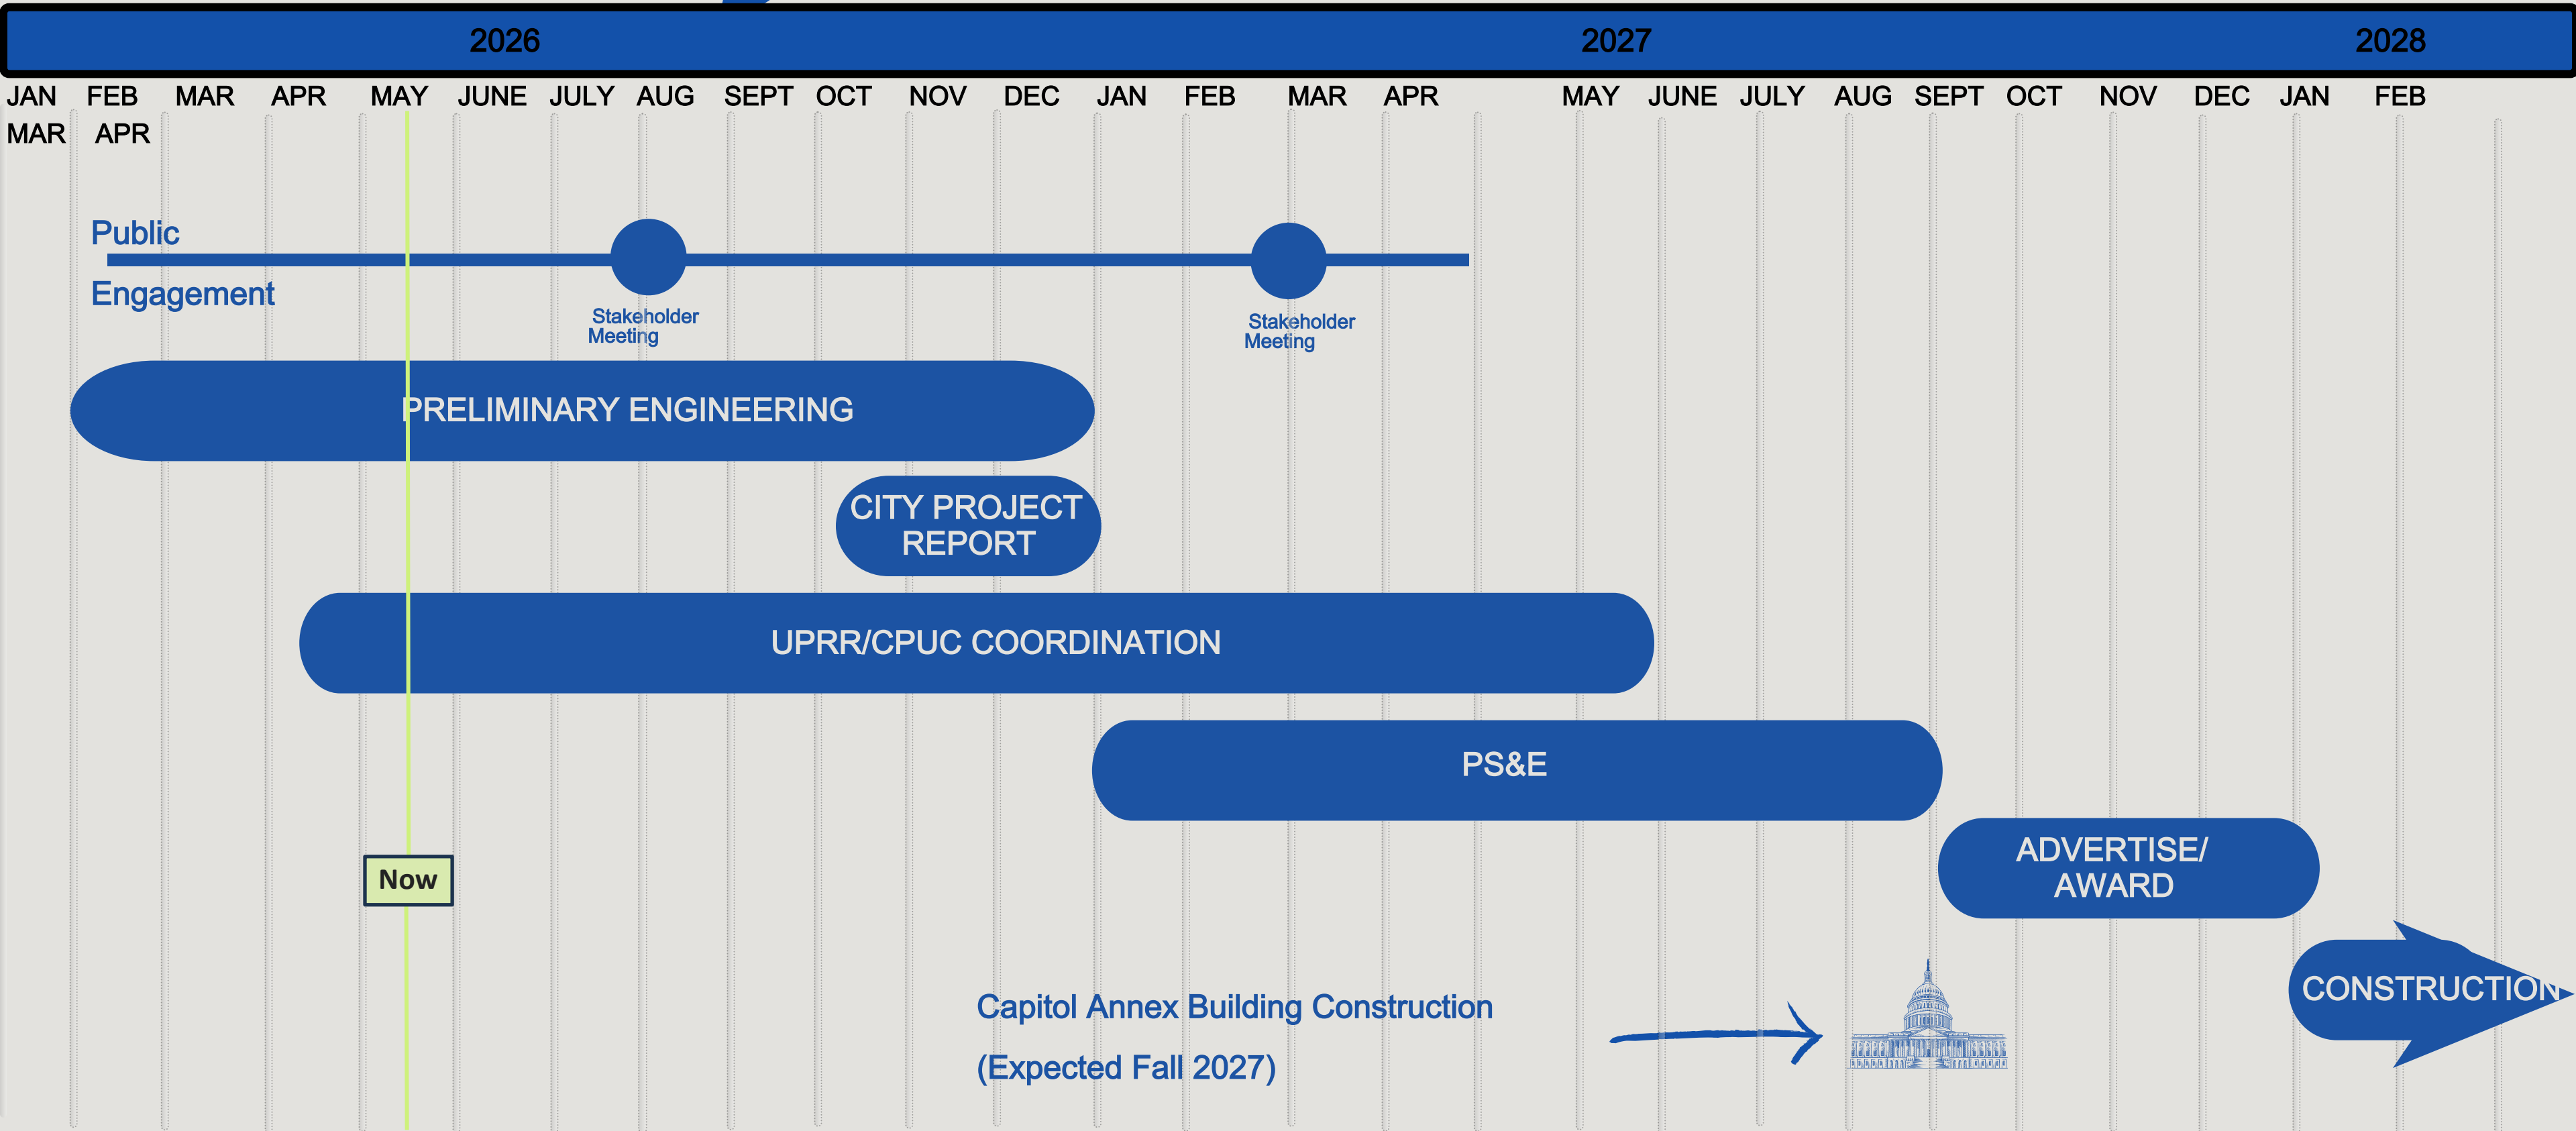 2026 2027 2028
JAN FEB MAR APR MAY JUNE JULY AUG SEPT OCT NOV DEC JAN FEB MAR APR MAY JUNE JULY AUG SEPT OCT NOV DEC JAN FEB
MAR APR
Public
Engagement
Stakeholder
Meeting
Stakeholder
Meeting
PRELIMINARY ENGINEERING
CITY PROJECT
REPORT
UPRR/CPUC COORDINATION
PS&E
ADVERTISE/
AWARD
Now
CONSTRUCTION
Capitol Annex Building Construction
(Expected Fall 2027)